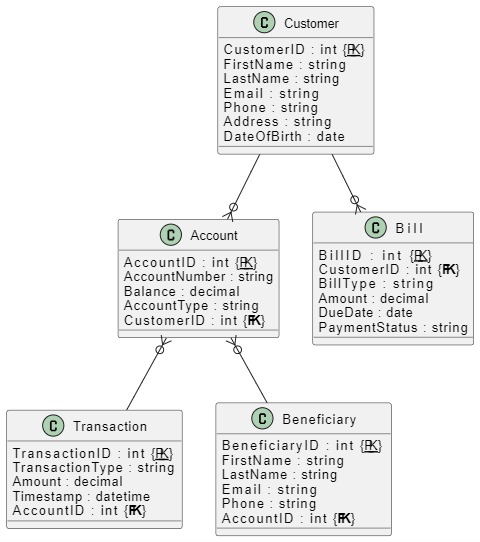 C Customer
CustomerID : int {PK}
FirstName : string
LastName : string
Email : string
Phone : string
Address : string
DateOfBirth : date
C Account
AccountID : int {PK}
AccountNumber : string
Balance : decimal
AccountType : string
CustomerID : int {FK}
C Bill
BillID : int {PK}
CustomerID : int {FK}
BillType : string
Amount : decimal
DueDate : date
PaymentStatus : string
C Transaction
TransactionID : int {PK}
TransactionType : string
Amount : decimal
Timestamp : datetime
AccountID : int {FK}
C Beneficiary
BeneficiaryID : int {PK}
FirstName : string
LastName : string
Email : string
Phone : string
AccountID : int {FK}